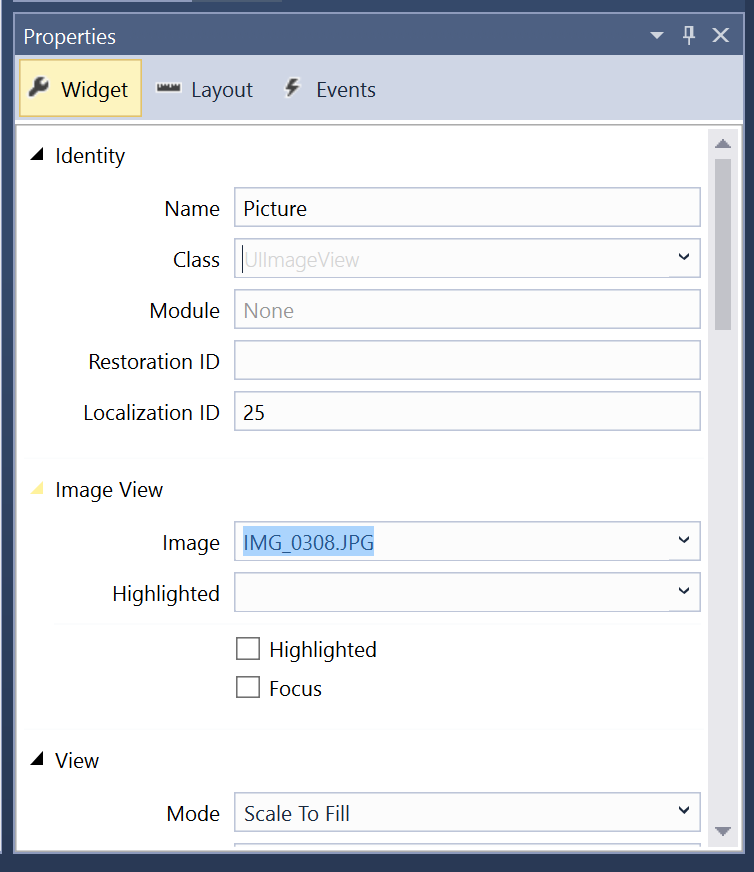 Properties
Widget Layout Events
Identity
Name Picture
Class UIImageView
Module None
Restoration ID
Localization ID 25
Image View
Image IMG_0308.JPG
Highlighted
Highlighted
Focus
View
Mode Scale To Fill